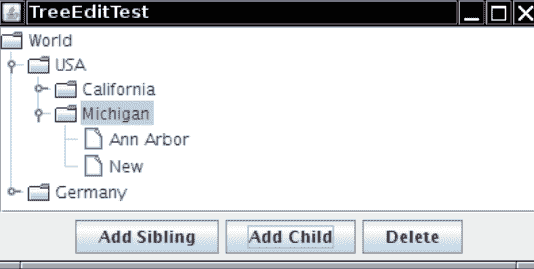 TreeEditTest
World
USA
California
Michigan
Ann Arbor
New
Germany
Add Sibling Add Child Delete